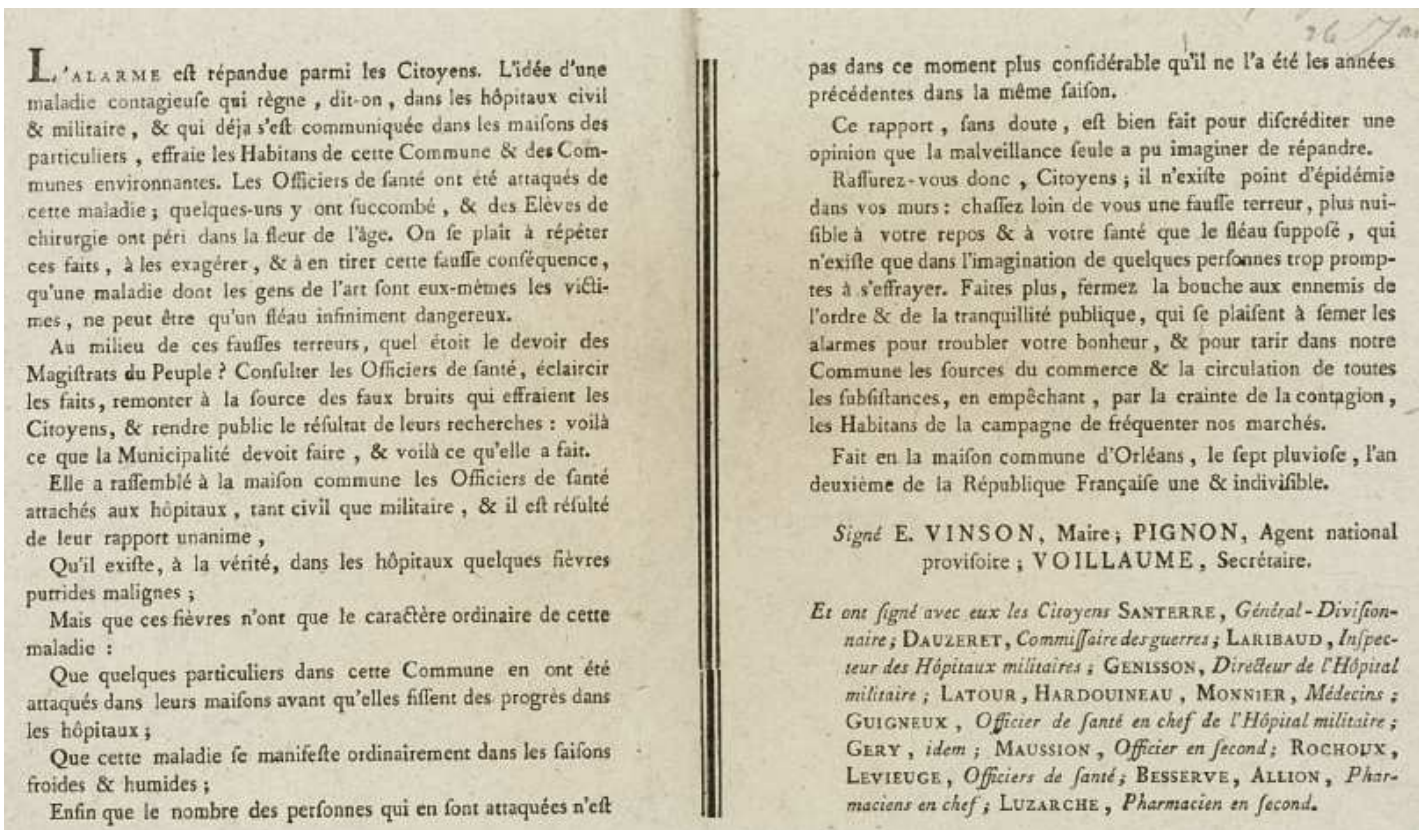 L'ALARME eſt répandue parmi les Citoyens. L'idée d'une
maladie contagieuſe qui règne, dit-on, dans les hôpitaux civil
& militaire, & qui déja s'eſt communiquée dans les maiſons des
particuliers, effraie les Habitans de cette Commune & des Com-
munes environnantes. Les Officiers de ſanté ont été attaqués de
cette maladie; quelques-uns y ont ſuccombé, & des Elèves de
chirurgie ont péri dans la fleur de l'âge. On ſe plaît à répéter
ces faits, à les exagérer, & à en tirer cette fauſſe conſéquence,
qu'une maladie dont les gens de l'art ſont eux-mêmes les victi-
mes, ne peut être qu'un fléau infiniment dangereux.
Au milieu de ces fauſſes terreurs, quel étoit le devoir des
Magiſtrats du Peuple? Conſulter les Officiers de ſanté, éclaircir
les faits, remonter à la ſource des faux bruits qui effraient les
Citoyens, & rendre public le réſultat de leurs recherches : voilà
ce que la Municipalité devoit faire, & voilà ce qu'elle a fait.
Elle a raſſemblé à la maiſon commune les Officiers de ſanté
attachés aux hôpitaux, tant civil que militaire, & il eſt réſulté
de leur rapport unanime,
Qu'il exiſte, à la vérité, dans les hôpitaux quelques fièvres
putrides malignes;
Mais que ces fièvres n'ont que le caractère ordinaire de cette
maladie :
Que quelques particuliers dans cette Commune en ont été
attaqués dans leurs maiſons avant qu'elles fiſſent des progrès dans
les hôpitaux;
Que cette maladie ſe manifeſte ordinairement dans les ſaiſons
froides & humides;
Enfin que le nombre des perſonnes qui en ſont attaquées n'eſt
26 Jan
pas dans ce moment plus conſidérable qu'il ne l'a été les années
précédentes dans la même ſaiſon.
Ce rapport, ſans doute, eſt bien fait pour diſcréditer une
opinion que la malveillance ſeule a pu imaginer de répandre.
Raſſurez-vous donc, Citoyens; il n'exiſte point d'épidémie
dans vos murs: chaſſez loin de vous une fauſſe terreur, plus nui-
ſible à votre repos & à votre ſanté que le fléau ſuppoſé, qui
n'exiſte que dans l'imagination de quelques perſonnes trop promp-
tes à s'effrayer. Faites plus, fermez la bouche aux ennemis de
l'ordre & de la tranquillité publique, qui ſe plaiſent à ſemer les
alarmes pour troubler votre bonheur, & pour tarir dans notre
Commune les ſources du commerce & la circulation de toutes
les ſubſiſtances, en empêchant, par la crainte de la contagion,
les Habitans de la campagne de fréquenter nos marchés.
Fait en la maiſon commune d'Orléans, le ſept pluvioſe, l'an
deuxième de la République Françaiſe une & indiviſible.
Signé E. VINSON, Maire; PIGNON, Agent national
proviſoire; VOILLAUME, Secrétaire.
Et ont ſigné avec eux les Citoyens SANTERRE, Général-Diviſion-
naire; DAUZERET, Commiſſaire des guerres; LARIBAUD, Inſpec-
teur des Hôpitaux militaires; GENISSON, Directeur de l'Hôpital
militaire; LATOUR, HARDOUINEAU, MONNIER, Médecins;
GUIGNEUX, Officier de ſanté en chef de l'Hôpital militaire;
GERY, idem; MAUSSION, Officier en ſecond; ROCHOUX,
LEVIEUGE, Officiers de ſanté; BESSERVE, ALLION, Phar-
maciens en chef; LUZARCHE, Pharmacien en ſecond.